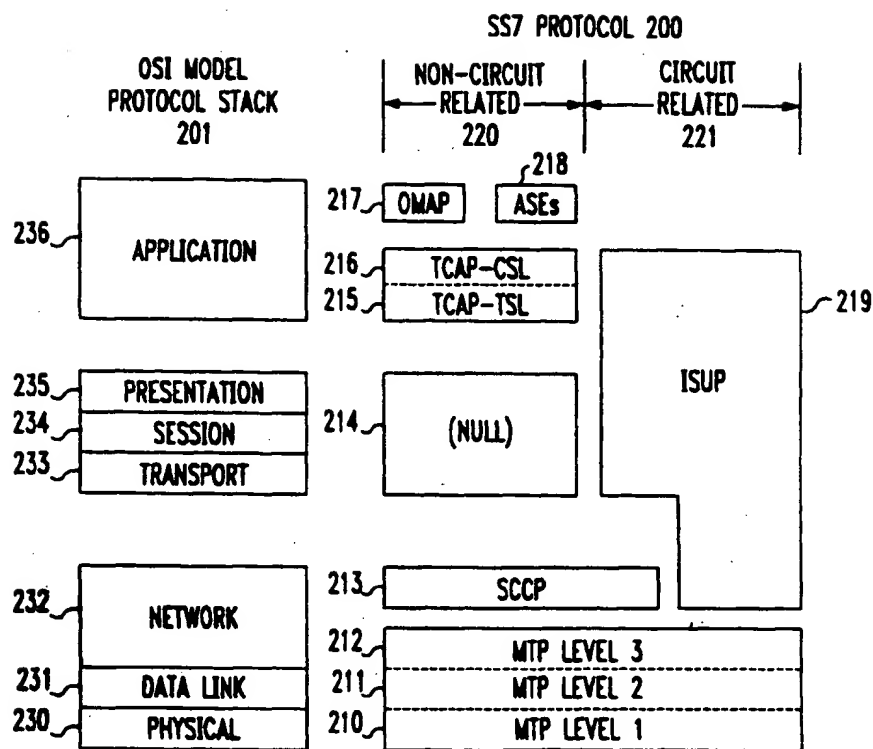 SS7 PROTOCOL 200
OSI MODEL
PROTOCOL STACK
201
NON-CIRCUIT
RELATED
220
CIRCUIT
RELATED
221
236
APPLICATION
217
OMAP
218
ASEs
216
TCAP-CSL
215
TCAP-TSL
219
ISUP
235
PRESENTATION
234
SESSION
233
TRANSPORT
214
(NULL)
232
NETWORK
231
DATA LINK
230
PHYSICAL
213
SCCP
212
MTP LEVEL 3
211
MTP LEVEL 2
210
MTP LEVEL 1